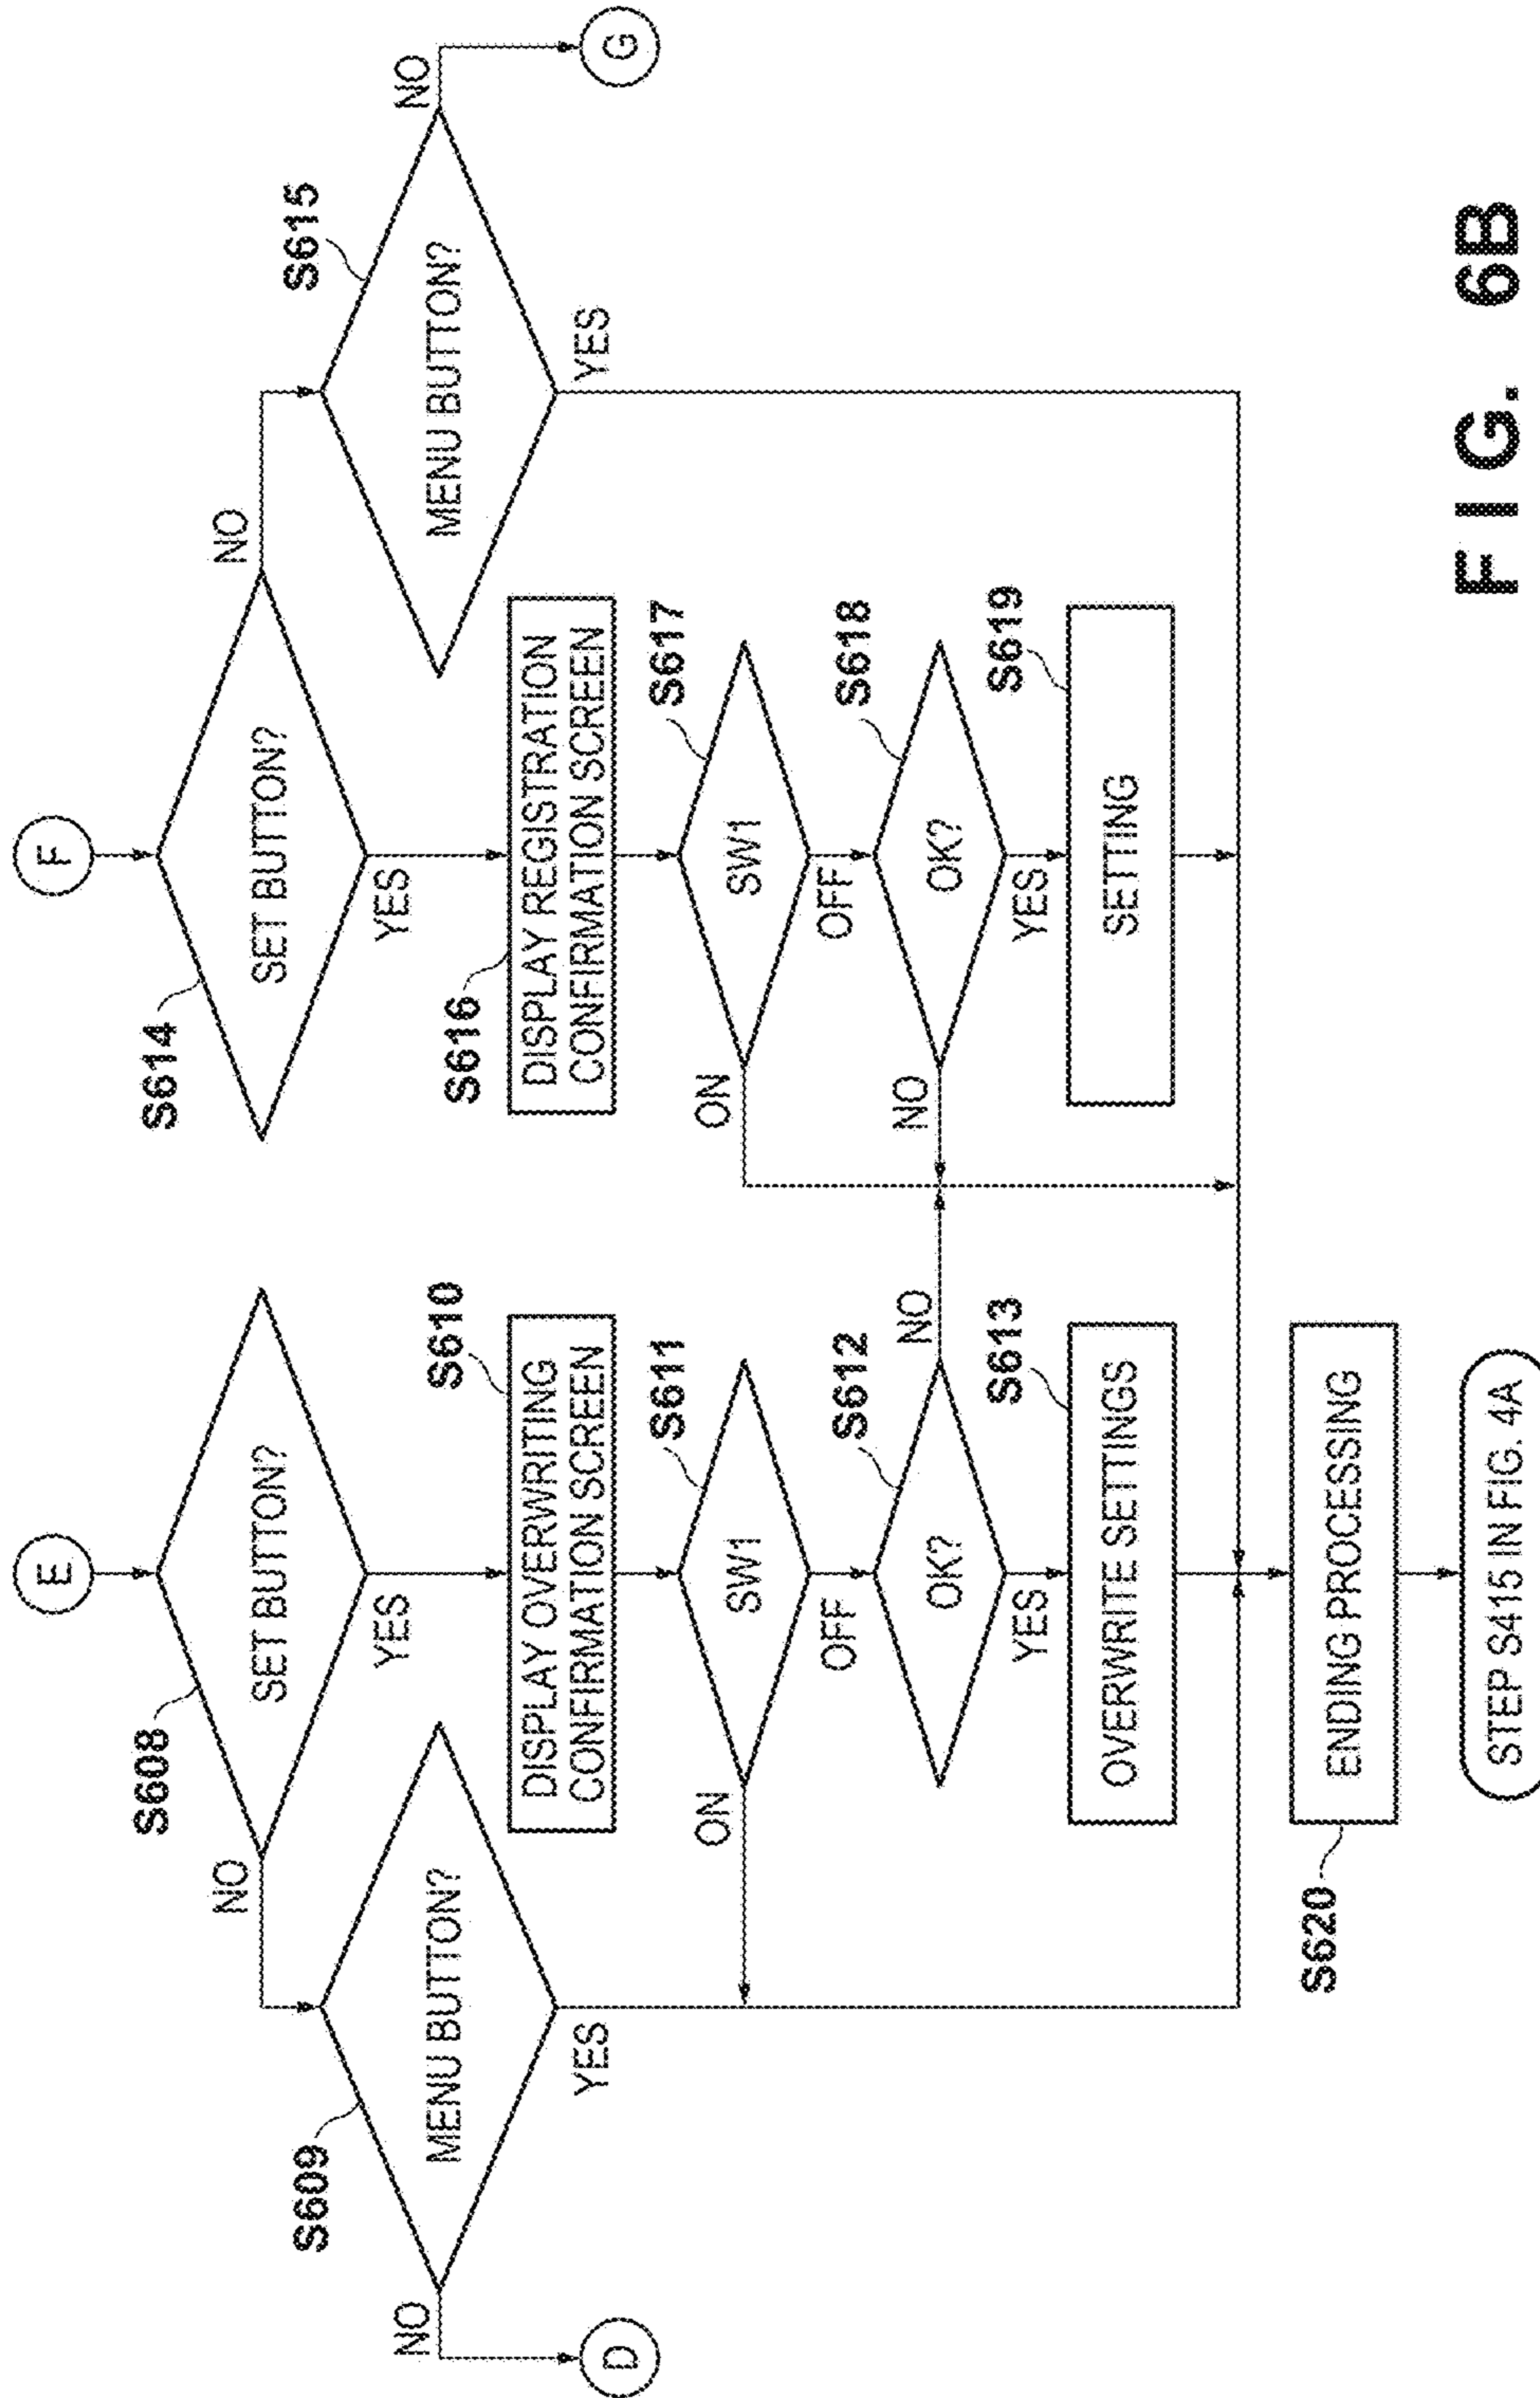 E
F
S608
SET BUTTON?
NO
YES
S614
SET BUTTON?
NO
YES
S609
MENU BUTTON?
NO
YES
D
S615
MENU BUTTON?
NO
YES
G
S610
DISPLAY OVERWRITING
CONFIRMATION SCREEN
S616
DISPLAY REGISTRATION
CONFIRMATION SCREEN
S611
SW1
ON
OFF
S617
SW1
ON
OFF
S612
OK?
NO
YES
S618
OK?
NO
YES
S613
OVERWRITE SETTINGS
S619
SETTING
S620
ENDING PROCESSING
STEP S415 IN FIG. 4A
FIG. 6B